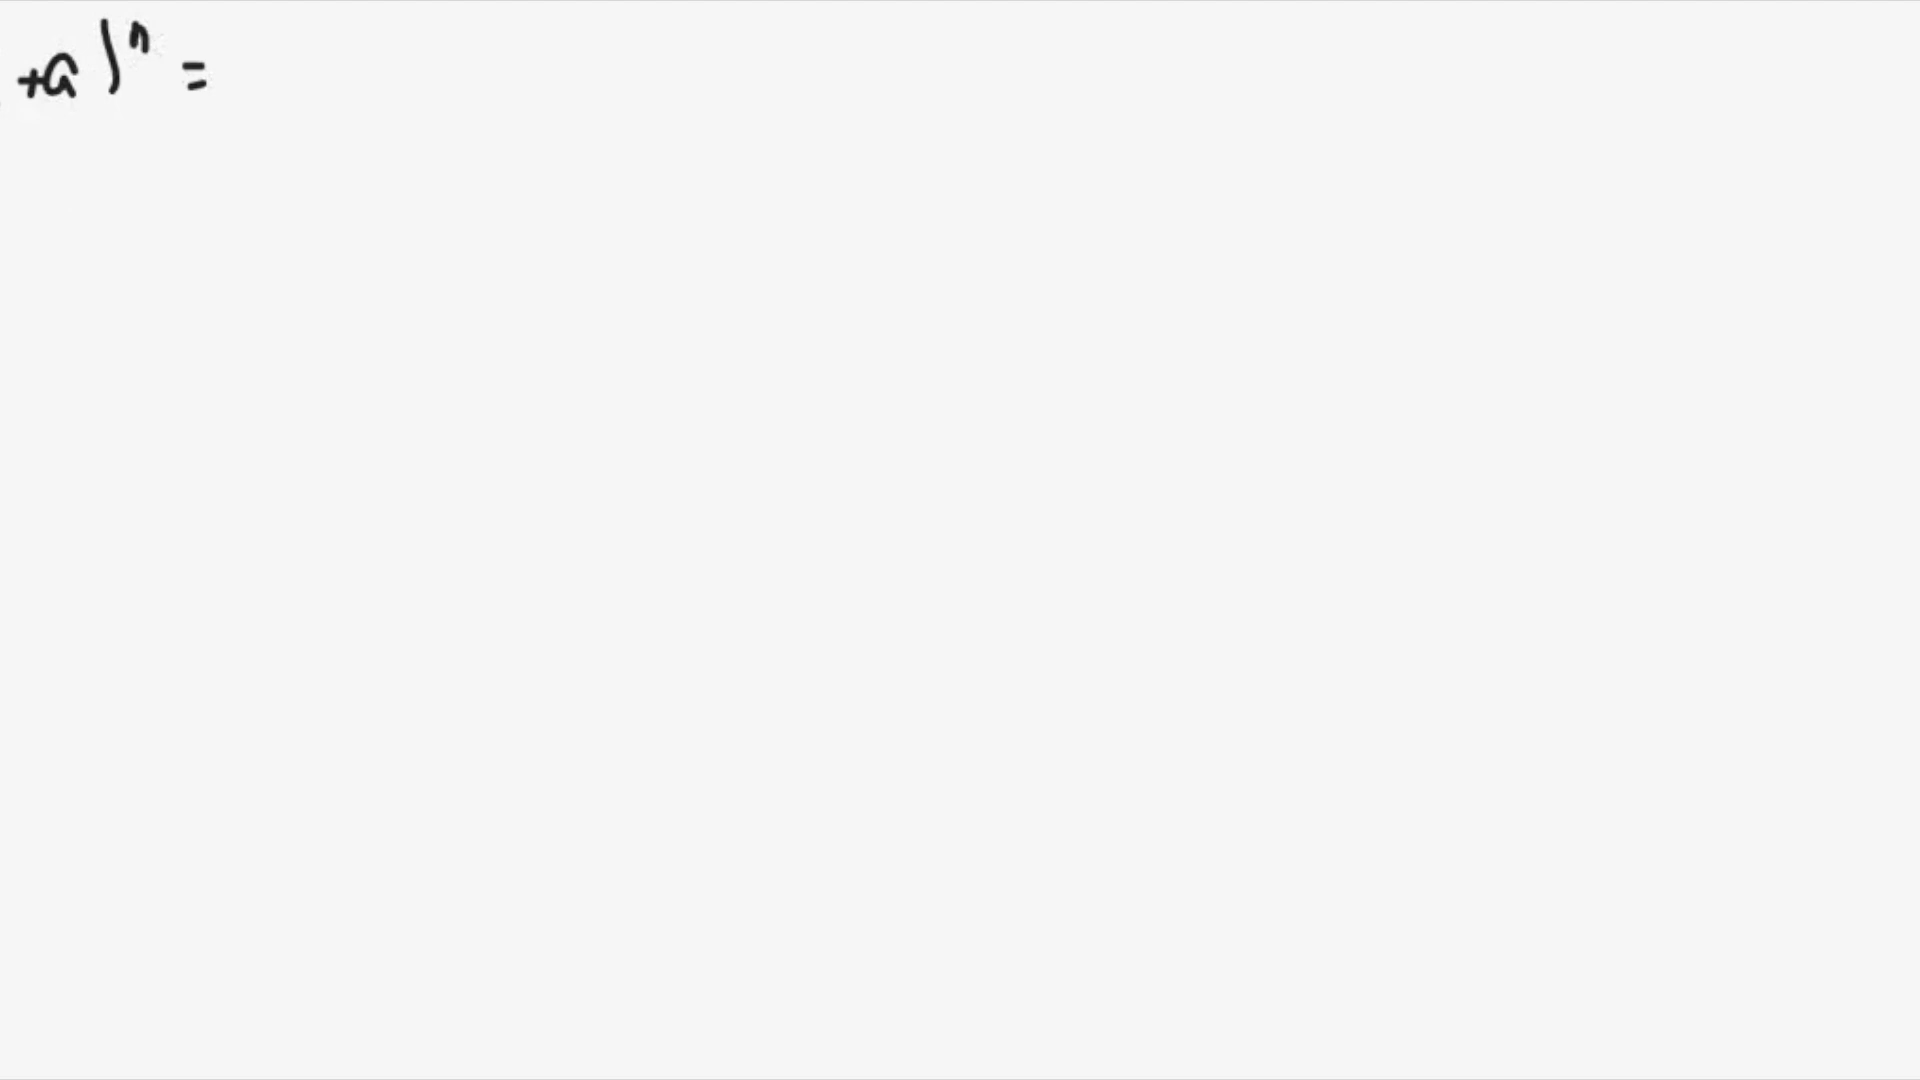 +a)ⁿ =